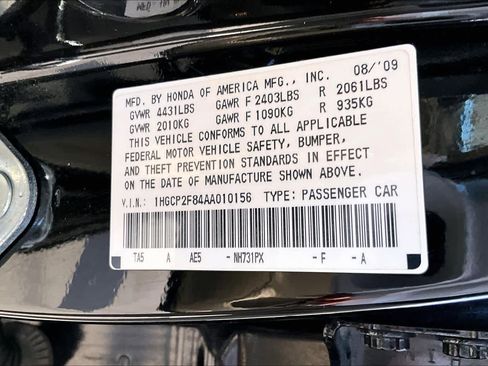 MFD. BY HONDA OF AMERICA MFG., INC. 08/'09
GVWR 4431LBS GAWR F 2403LBS R 2061LBS
GVWR 2010KG GAWR F 1090KG R 935KG
THIS VEHICLE CONFORMS TO ALL APPLICABLE
FEDERAL MOTOR VEHICLE SAFETY, BUMPER,
AND THEFT PREVENTION STANDARDS IN EFFECT
ON THE DATE OF MANUFACTURE SHOWN ABOVE.
V.I.N.: 1HGCP2F84AA010156 TYPE: PASSENGER CAR
TA5 A AE5 -NH731PX -F -A